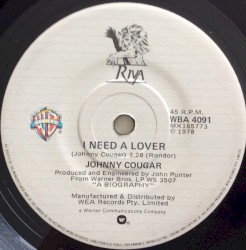 RIVA
45 R.P.M.
WBA 4091
MX185773
℗ 1978
I NEED A LOVER
(Johnny Cougar) 3.28 (Rondor)
JOHNNY COUGAR
Produced and Engineered by John Punter
From Warner Bros. LP WS 3507
"A BIOGRAPHY"
Manufactured & Distributed by
WEA Records Pty. Limited
a Warner Communications Company